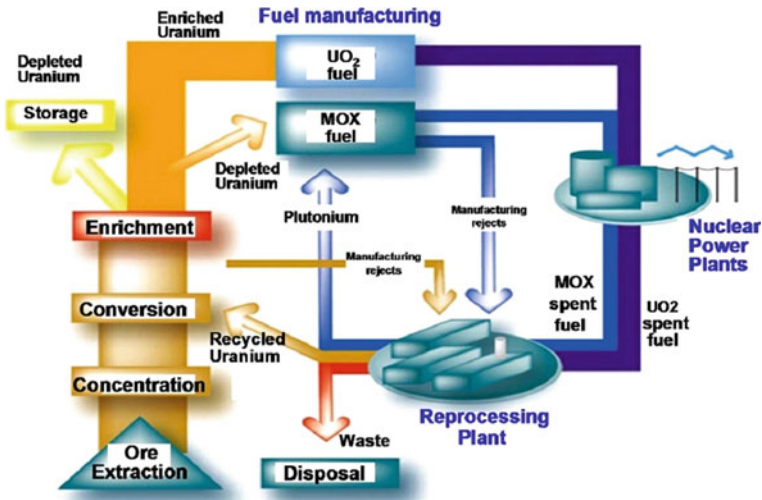 Enriched
Uranium
Fuel manufacturing
Depleted
Uranium
UO₂
fuel
Storage
MOX
fuel
Depleted
Uranium
Enrichment
Plutonium
Manufacturing
rejects
Nuclear
Power
Plants
Manufacturing
rejects
Conversion
MOX
spent
fuel
UO2
spent
fuel
Recycled
Uranium
Concentration
Reprocessing
Plant
Ore
Extraction
Waste
Disposal